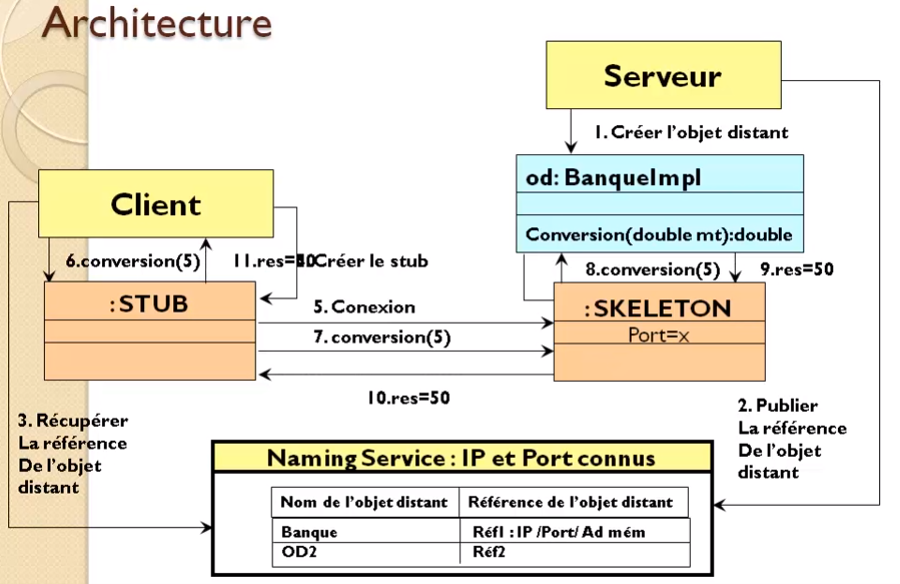 Architecture
Serveur
1. Créer l'objet distant
od: BanqueImpl
Conversion(double mt):double
Client
6.conversion(5)
11.res=
Créer le stub
8.conversion(5)
9.res=50
:STUB
5. Conexion
:SKELETON
Port=x
7. conversion(5)
10.res=50
3. Récupérer
La référence
De l'objet
distant
2. Publier
La référence
De l'objet
distant
Naming Service : IP et Port connus
Nom de l'objet distant Référence de l'objet distant
Banque Réf1 : IP /Port/ Ad mém
OD2 Réf2